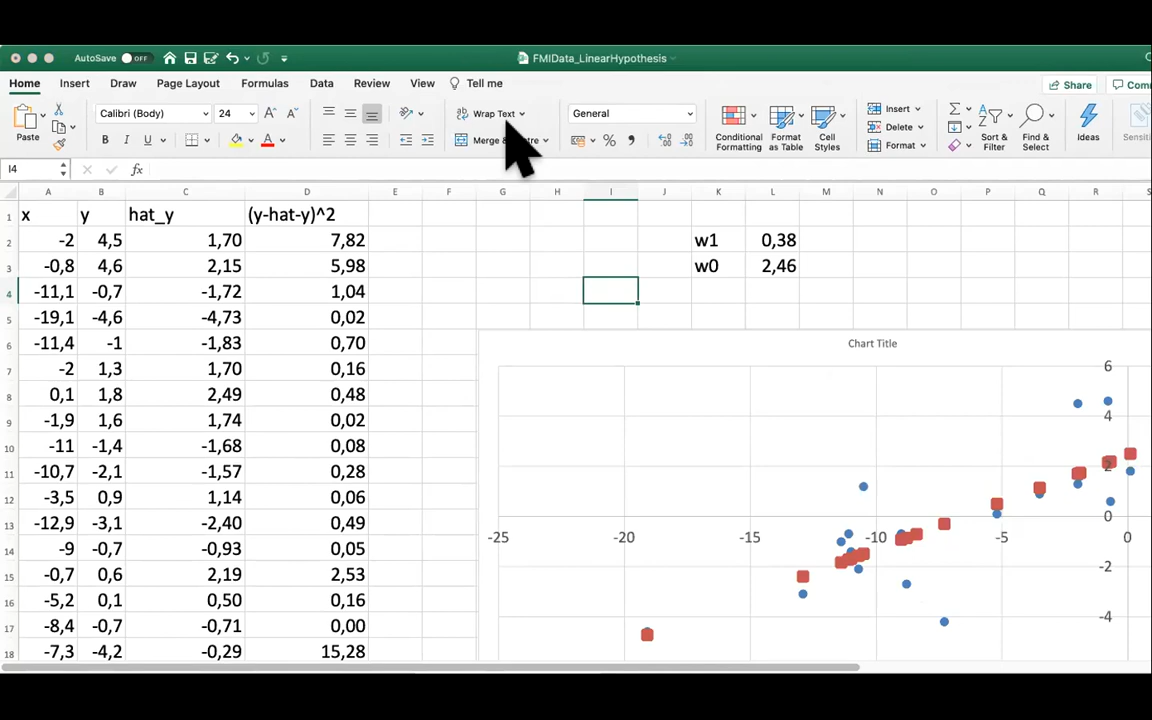 AutoSave OFF FMIData_LinearHypothesis
Home Insert Draw Page Layout Formulas Data Review View Tell me Share
Paste Calibri (Body) 24 A^ Wrap Text General Insert Σ
B I U A Merge % Delete
Conditional Formatting Format as Table Cell Styles Format Sort & Filter Find & Select Ideas
I4 fx
A B C D E F G H I J K L M N O P Q R
1 x y hat_y (y-hat-y)^2
2 -2 4,5 1,70 7,82 w1 0,38
3 -0,8 4,6 2,15 5,98 w0 2,46
4 -11,1 -0,7 -1,72 1,04
5 -19,1 -4,6 -4,73 0,02
6 -11,4 -1 -1,83 0,70
7 -2 1,3 1,70 0,16
8 0,1 1,8 2,49 0,48
9 -1,9 1,6 1,74 0,02
10 -11 -1,4 -1,68 0,08
11 -10,7 -2,1 -1,57 0,28
12 -3,5 0,9 1,14 0,06
13 -12,9 -3,1 -2,40 0,49
14 -9 -0,7 -0,93 0,05
15 -0,7 0,6 2,19 2,53
16 -5,2 0,1 0,50 0,16
17 -8,4 -0,7 -0,71 0,00
18 -7,3 -4,2 -0,29 15,28
Chart Title
6
4
2
0
-25 -20 -15 -10 -5 0
-2
-4